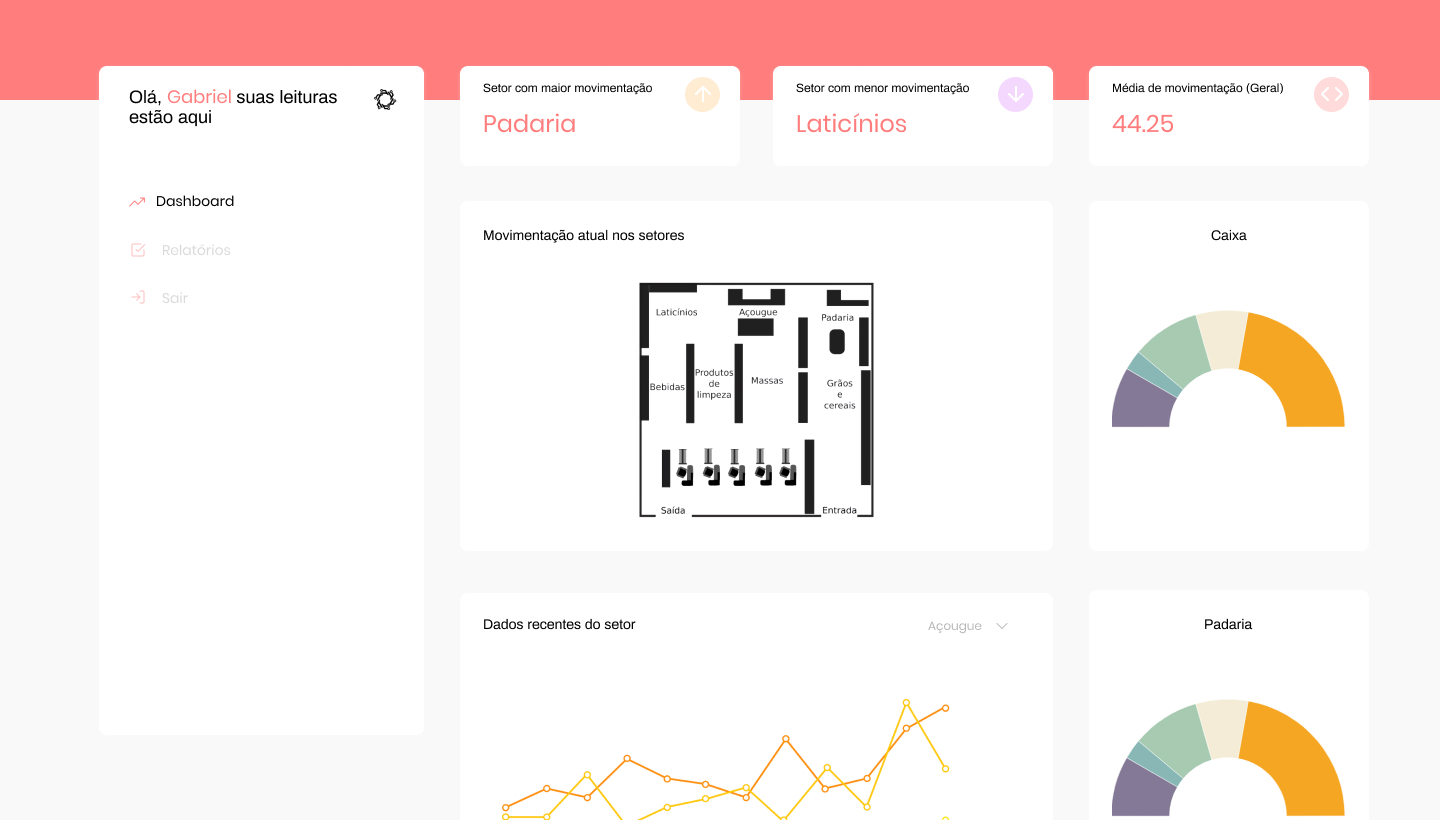 Olá, Gabriel suas leituras
estão aqui
Dashboard
Relatórios
Sair
Setor com maior movimentação
Padaria
Setor com menor movimentação
Laticínios
Média de movimentação (Geral)
44.25
Movimentação atual nos setores
Laticínios
Açougue
Padaria
Bebidas
Produtos
de
limpeza
Massas
Grãos
e
cereais
Saída
Entrada
Caixa
Dados recentes do setor
Açougue
Padaria